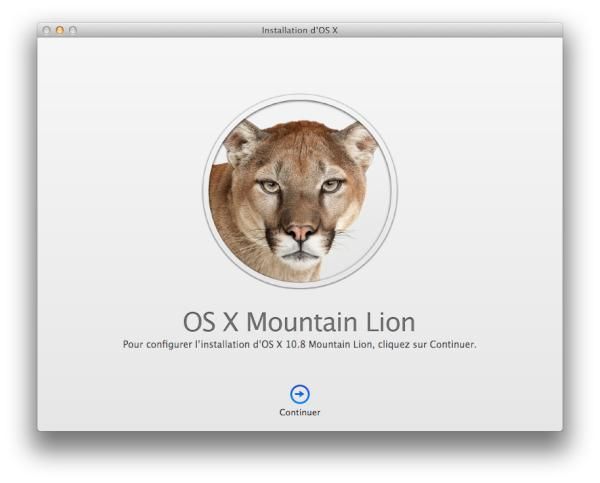 Installation d'OS X
OS X Mountain Lion
Pour configurer l'installation d'OS X 10.8 Mountain Lion, cliquez sur Continuer.
Continuer